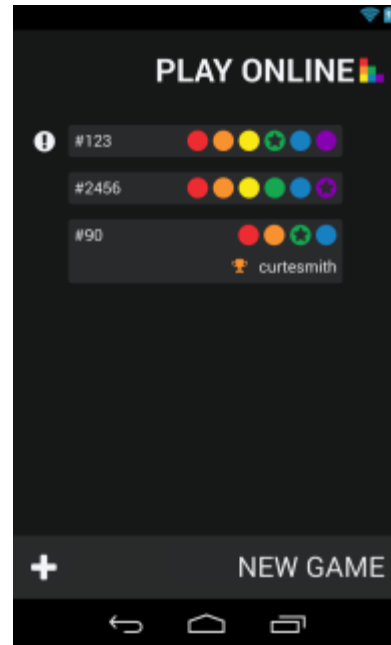 PLAY ONLINE
#123
#2456
#90
curtesmith
NEW GAME